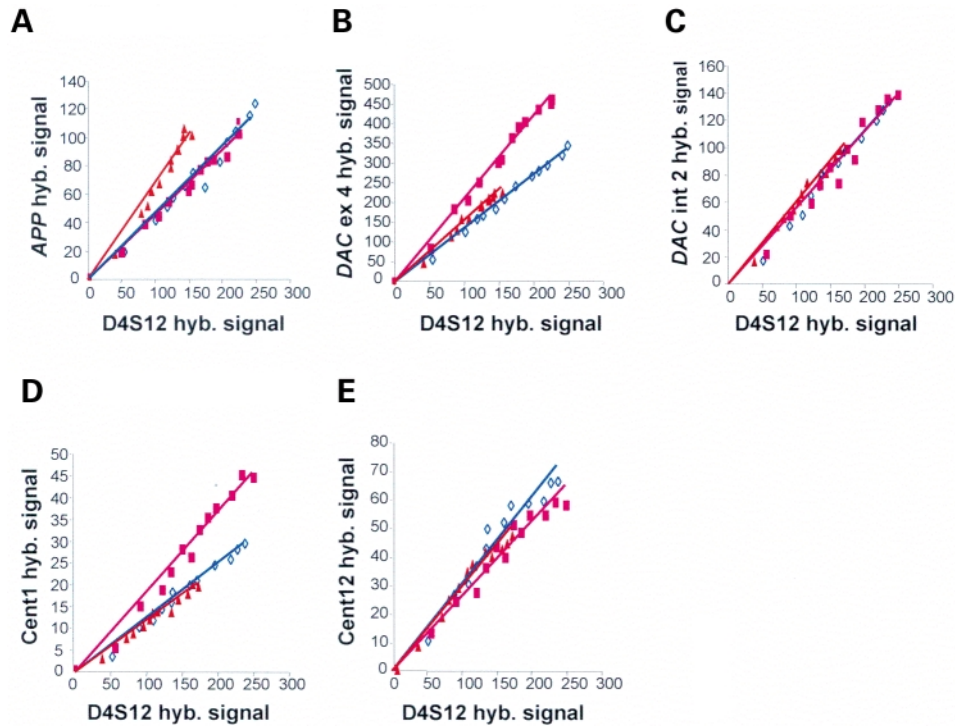 A
APP hyb. signal
140
120
100
80
60
40
20
0
0 50 100 150 200 250 300
D4S12 hyb. signal
B
DAC ex 4 hyb. signal
500
450
400
350
300
250
200
150
100
50
0
0 50 100 150 200 250 300
D4S12 hyb. signal
C
DAC int 2 hyb. signal
160
140
120
100
80
60
40
20
0
0 50 100 150 200 250 300
D4S12 hyb. signal
D
Cent1 hyb. signal
50
45
40
35
30
25
20
15
10
5
0
0 50 100 150 200 250 300
D4S12 hyb. signal
E
Cent12 hyb. signal
80
70
60
50
40
30
20
10
0
0 50 100 150 200 250 300
D4S12 hyb. signal